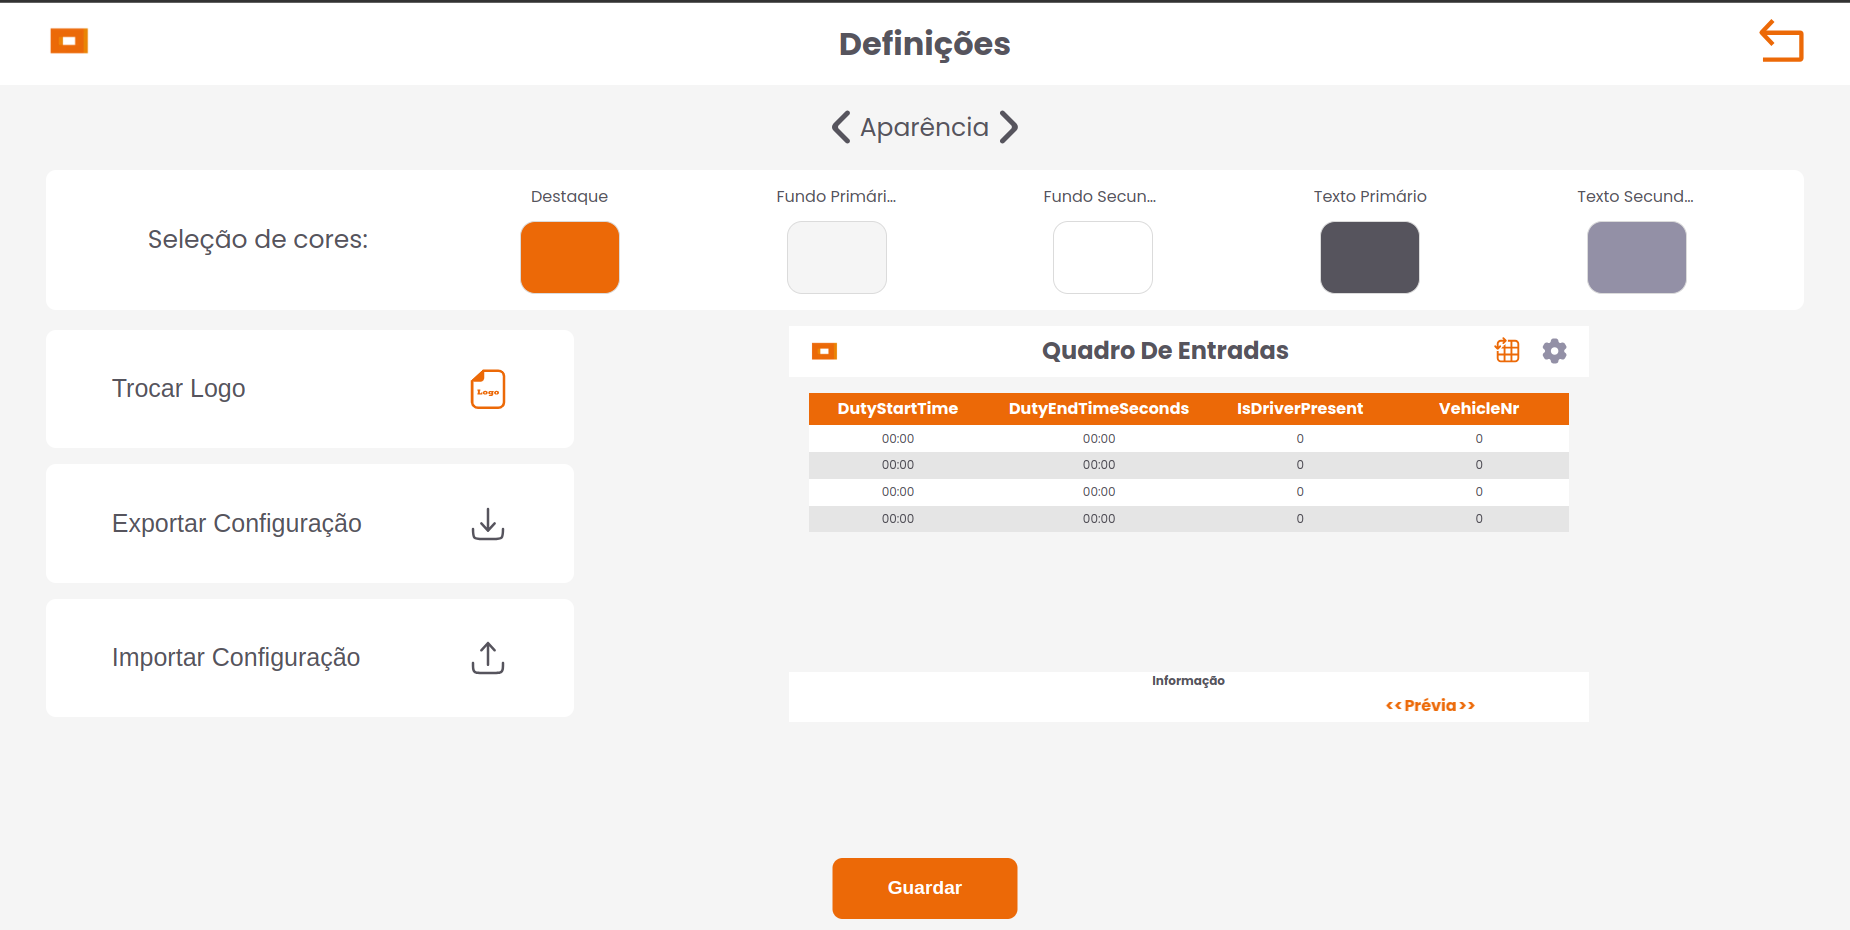 Definições
Aparência
Seleção de cores:
Destaque
Fundo Primári...
Fundo Secun...
Texto Primário
Texto Secund...
Trocar Logo
Logo
Exportar Configuração
Importar Configuração
Quadro De Entradas
DutyStartTime DutyEndTimeSeconds IsDriverPresent VehicleNr
00:00 00:00 0 0
00:00 00:00 0 0
00:00 00:00 0 0
00:00 00:00 0 0
Informação
<<Prévia>>
Guardar